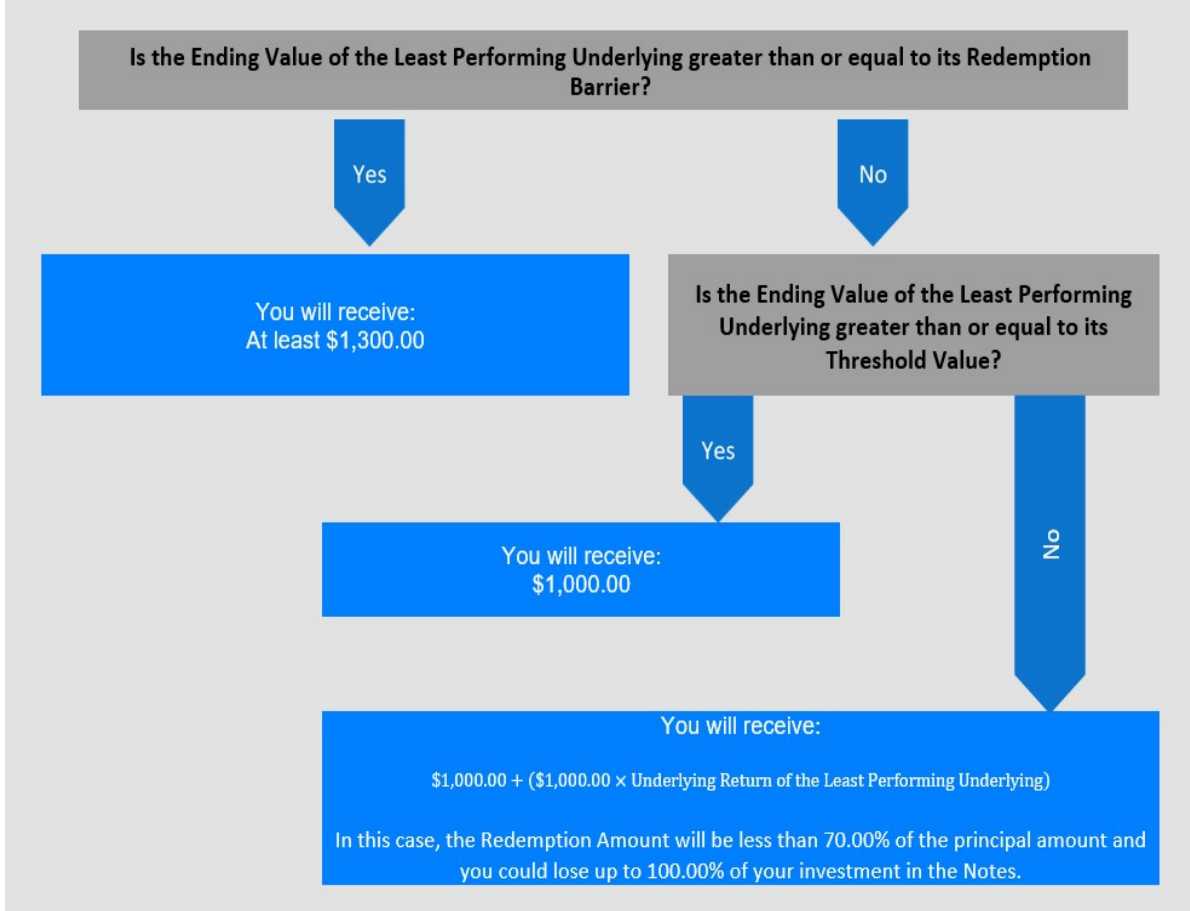 Is the Ending Value of the Least Performing Underlying greater than or equal to its Redemption
Barrier?
Yes
No
You will receive:
At least $1,300.00
Is the Ending Value of the Least Performing
Underlying greater than or equal to its
Threshold Value?
Yes
No
You will receive:
$1,000.00
You will receive:
$1,000.00 + ($1,000.00 × Underlying Return of the Least Performing Underlying)
In this case, the Redemption Amount will be less than 70.00% of the principal amount and
you could lose up to 100.00% of your investment in the Notes.